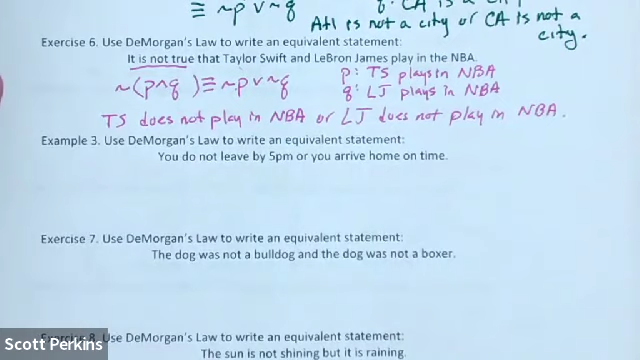 ≡ ~p ∨ ~q
Atl is not a city or CA is not a
city.
Exercise 6. Use DeMorgan's Law to write an equivalent statement:
It is not true that Taylor Swift and LeBron James play in the NBA.
~(p∧q) ≡ ~p ∨ ~q p: TS plays in NBA
q: LJ plays in NBA
TS does not play in NBA or LJ does not play in NBA.
Example 3. Use DeMorgan's Law to write an equivalent statement:
You do not leave by 5pm or you arrive home on time.
Exercise 7. Use DeMorgan's Law to write an equivalent statement:
The dog was not a bulldog and the dog was not a boxer.
Exercise 8. Use DeMorgan's Law to write an equivalent statement:
The sun is not shining but it is raining.
Scott Perkins